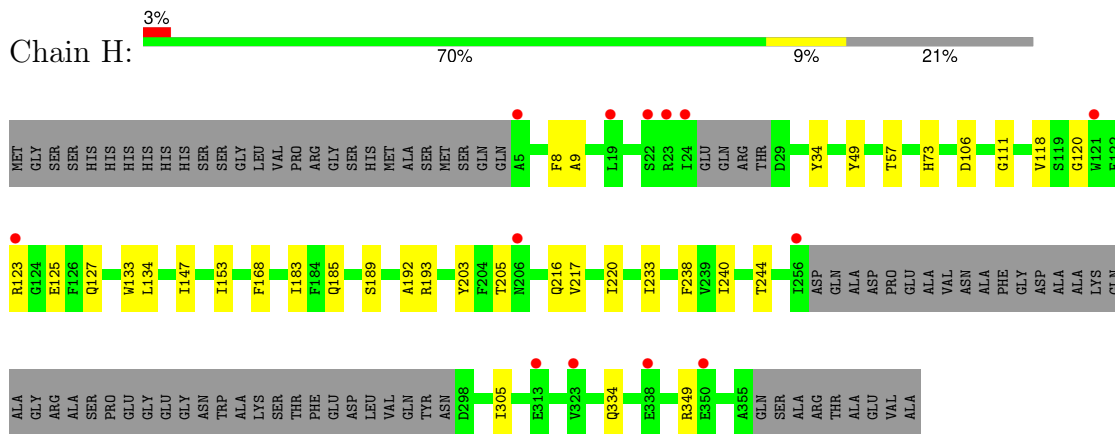 3%
Chain H:
70% 9% 21%
MET GLY SER SER HIS HIS HIS HIS HIS HIS SER SER GLY LEU VAL PRO ARG GLY SER HIS MET ALA SER MET SER GLN GLN A5 F8 A9 L19 S22 R23 I24 GLU GLN ARG THR D29 Y34 Y49 T57 H73 D106 G111 V118 S119 G120 W121
R123 G124 E125 F126 Q127 W133 L134 I147 I153 F168 I183 F184 Q185 S189 A192 R193 Y203 F204 T205 N206 Q216 V217 I220 I233 F238 V239 I240 T244 I256 ASP GLN ALA ASP PRO GLU ALA VAL ASN ALA PHE GLY ASP ALA ALA LYS GLN
ALA GLY ARG ALA SER PRO GLU GLY GLU GLY ASN TRP ALA LYS SER THR PHE GLU ASP LEU VAL GLN TYR ASN D298 I305 E313 V323 Q334 E338 R349 E350 A355 GLN SER ALA ARG THR ALA GLU VAL ALA